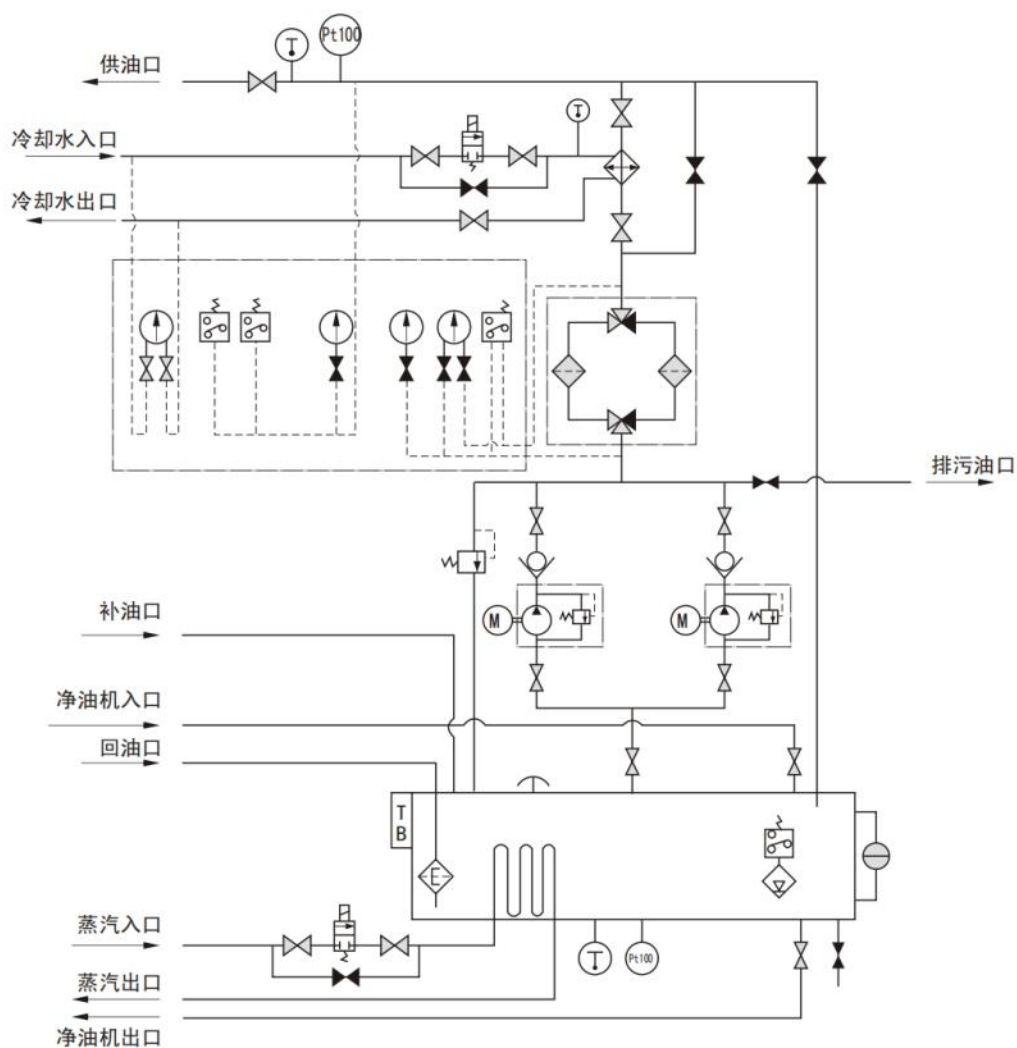 T
Pt100
供油口
T
冷却水入口
冷却水出口
排污油口
M
M
补油口
净油机入口
回油口
T
B
E
蒸汽入口
T
Pt100
蒸汽出口
净油机出口